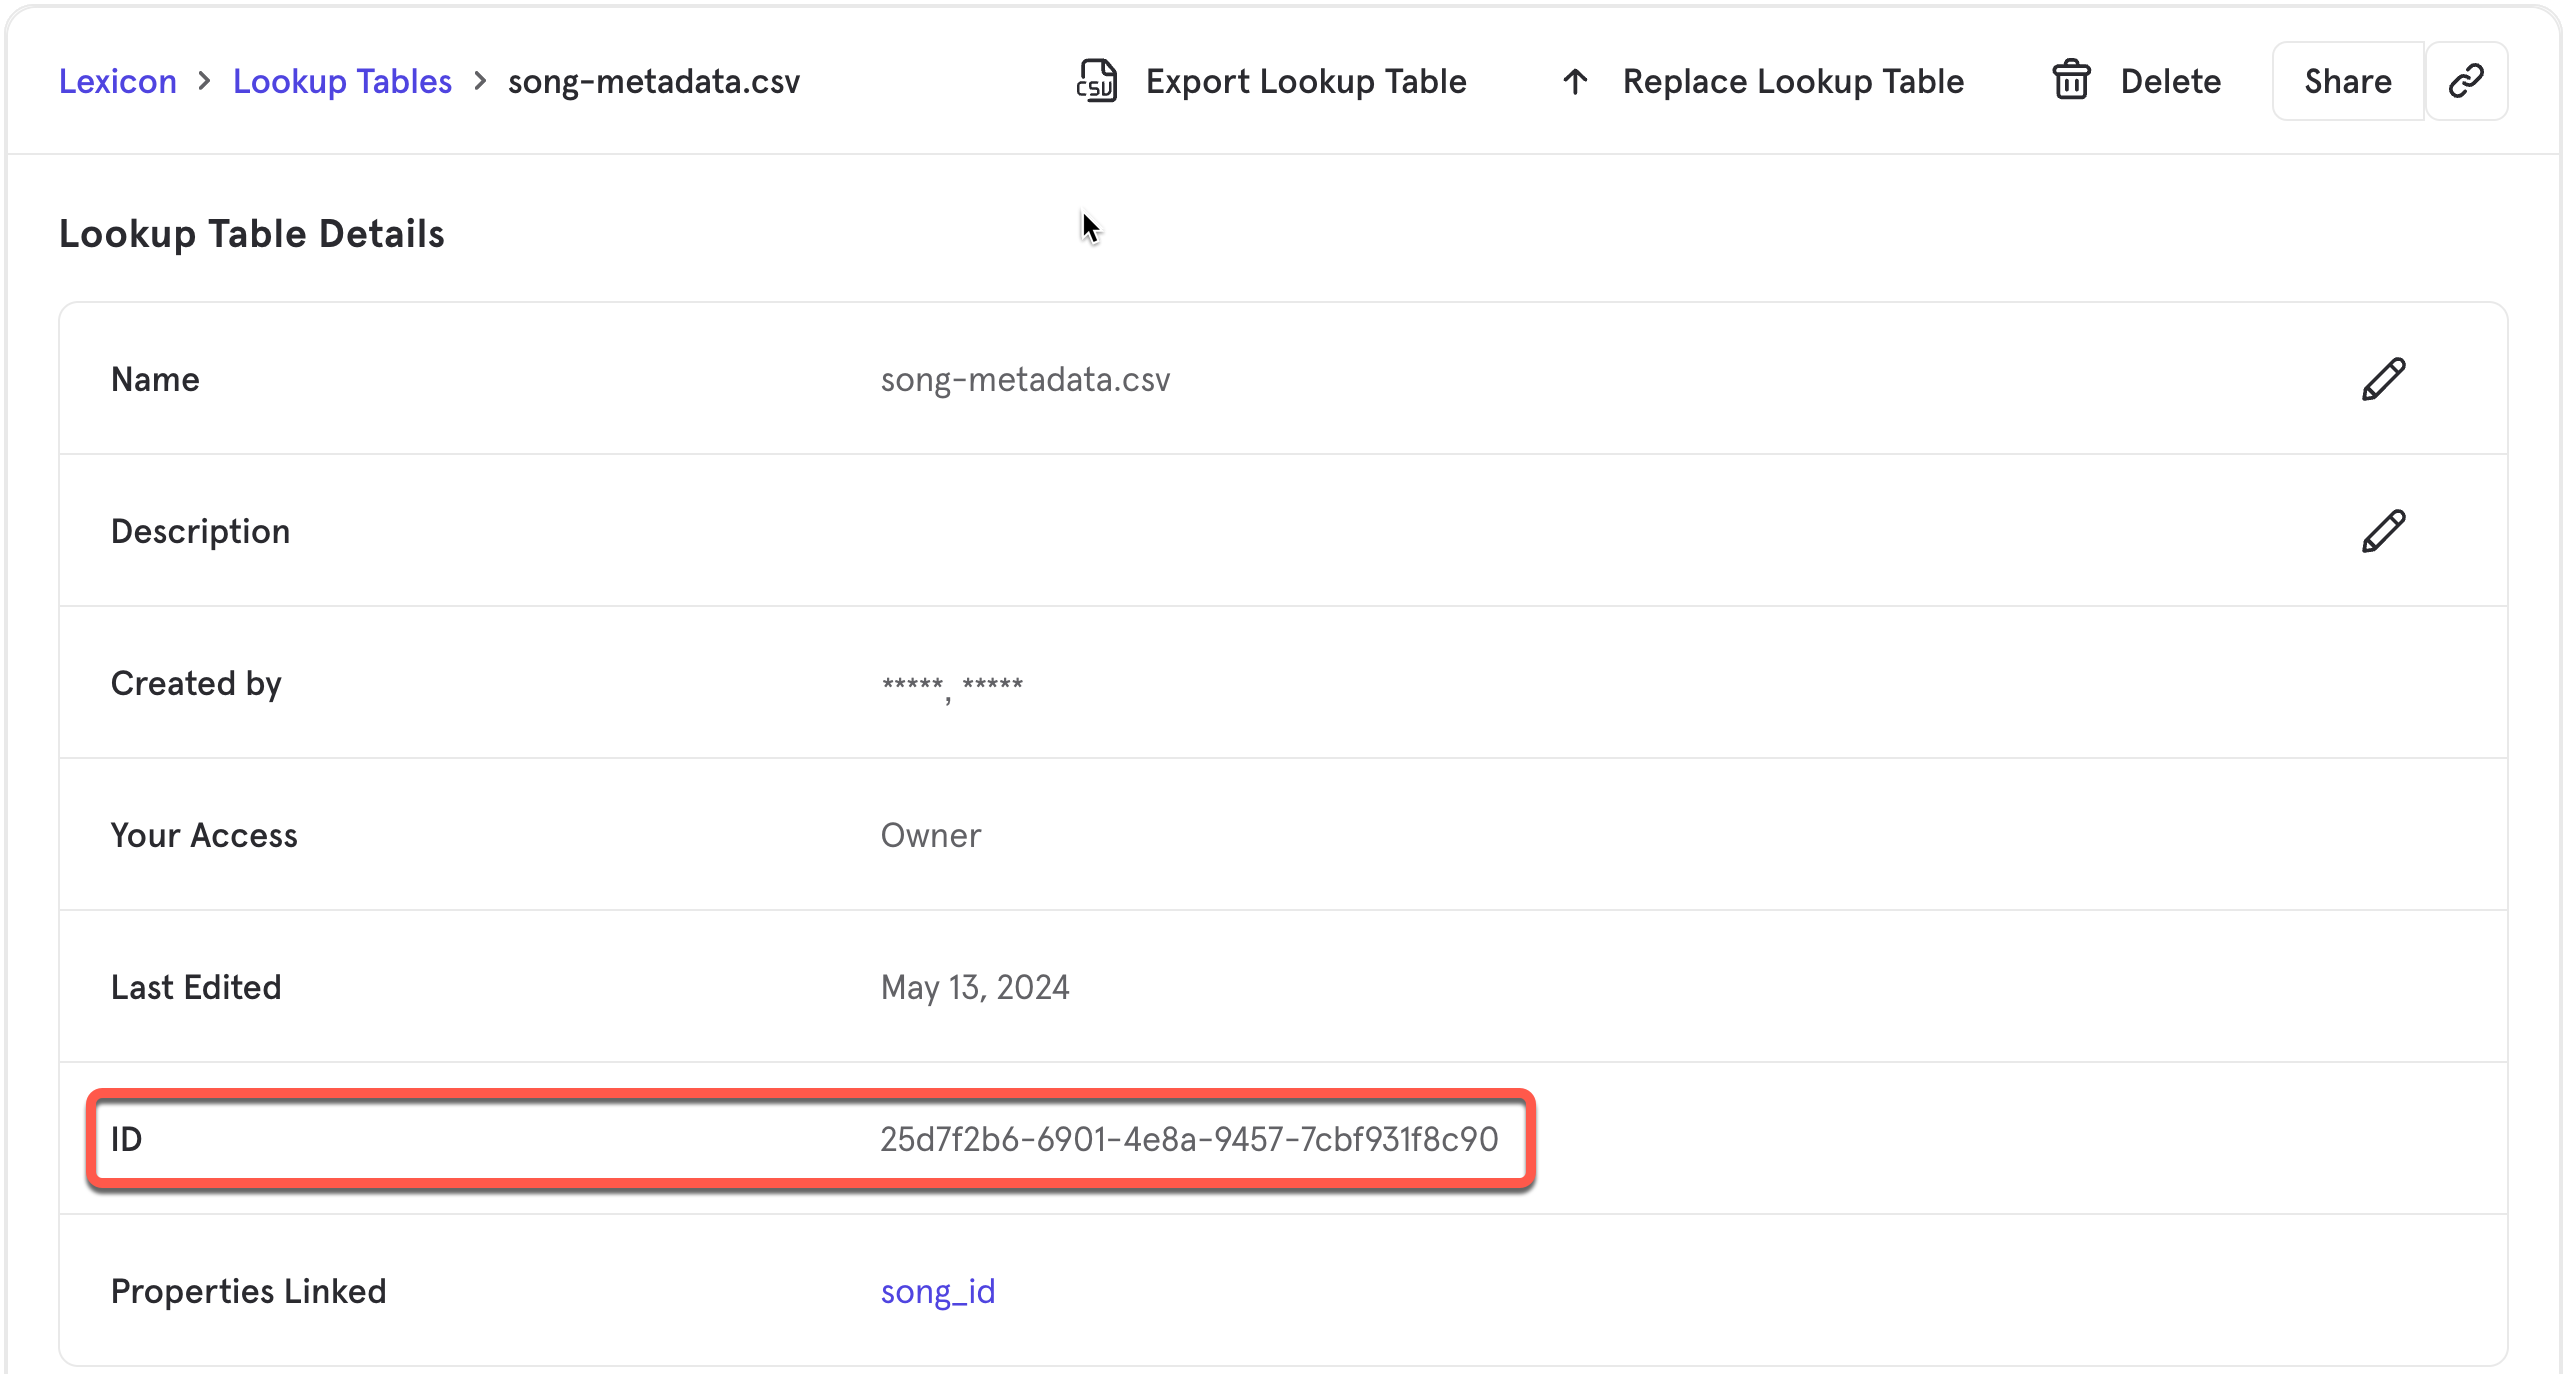 Lexicon > Lookup Tables > song-metadata.csv CSV Export Lookup Table ↑ Replace Lookup Table Delete Share
Lookup Table Details
Name song-metadata.csv
Description
Created by *****, *****
Your Access Owner
Last Edited May 13, 2024
ID 25d7f2b6-6901-4e8a-9457-7cbf931f8c90
Properties Linked song_id